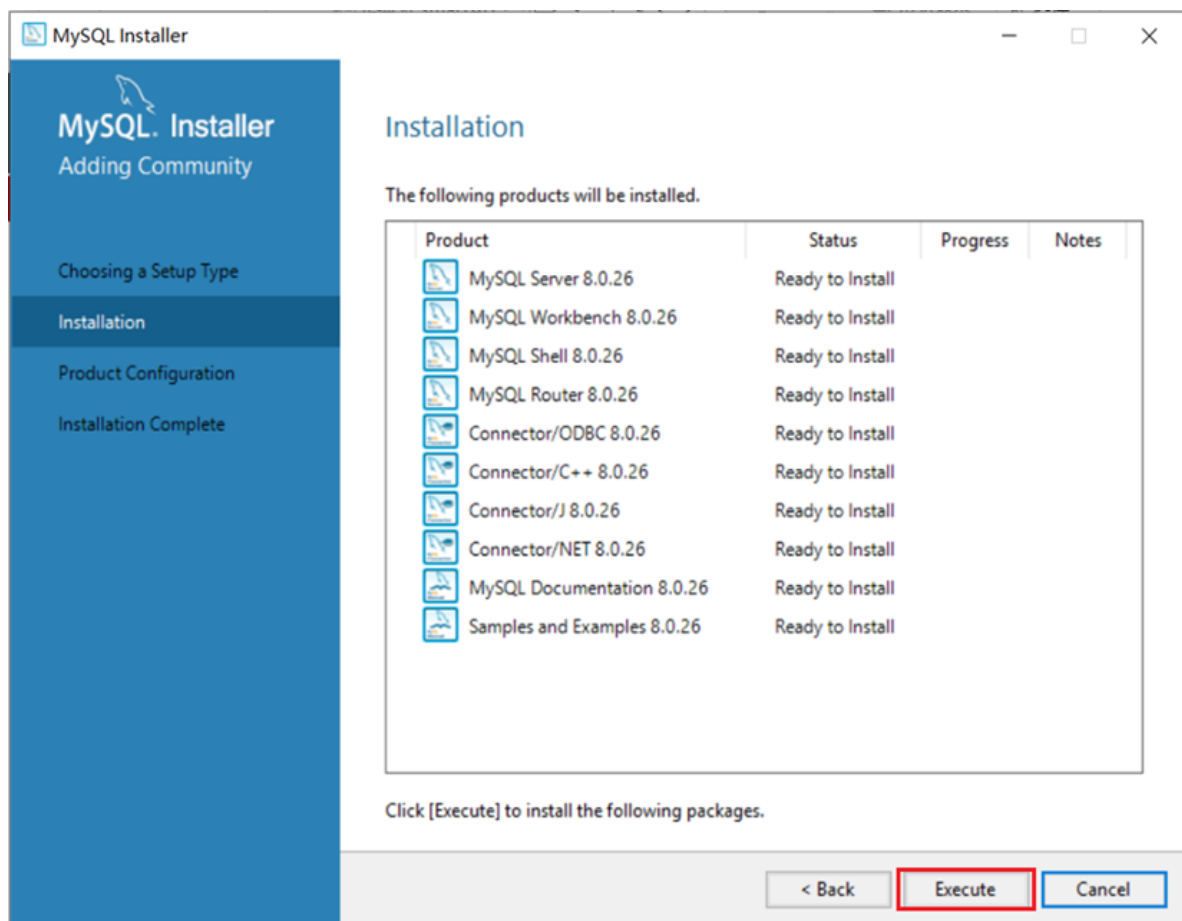 MySQL Installer
MySQL. Installer
Adding Community
Choosing a Setup Type
Installation
Product Configuration
Installation Complete
Installation
The following products will be installed.
Product Status Progress Notes
MySQL Server 8.0.26 Ready to Install
MySQL Workbench 8.0.26 Ready to Install
MySQL Shell 8.0.26 Ready to Install
MySQL Router 8.0.26 Ready to Install
Connector/ODBC 8.0.26 Ready to Install
Connector/C++ 8.0.26 Ready to Install
Connector/J 8.0.26 Ready to Install
Connector/NET 8.0.26 Ready to Install
MySQL Documentation 8.0.26 Ready to Install
Samples and Examples 8.0.26 Ready to Install
Click [Execute] to install the following packages.
< Back Execute Cancel